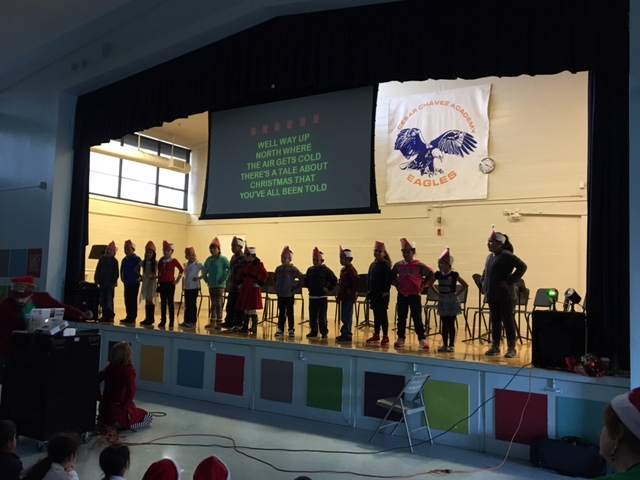 WELL WAY UP
NORTH WHERE
THE AIR GETS COLD
THERE'S A TALE ABOUT
CHRISTMAS THAT
YOU'VE ALL BEEN TOLD
CESAR CHAVEZ ACADEMY
EAGLES